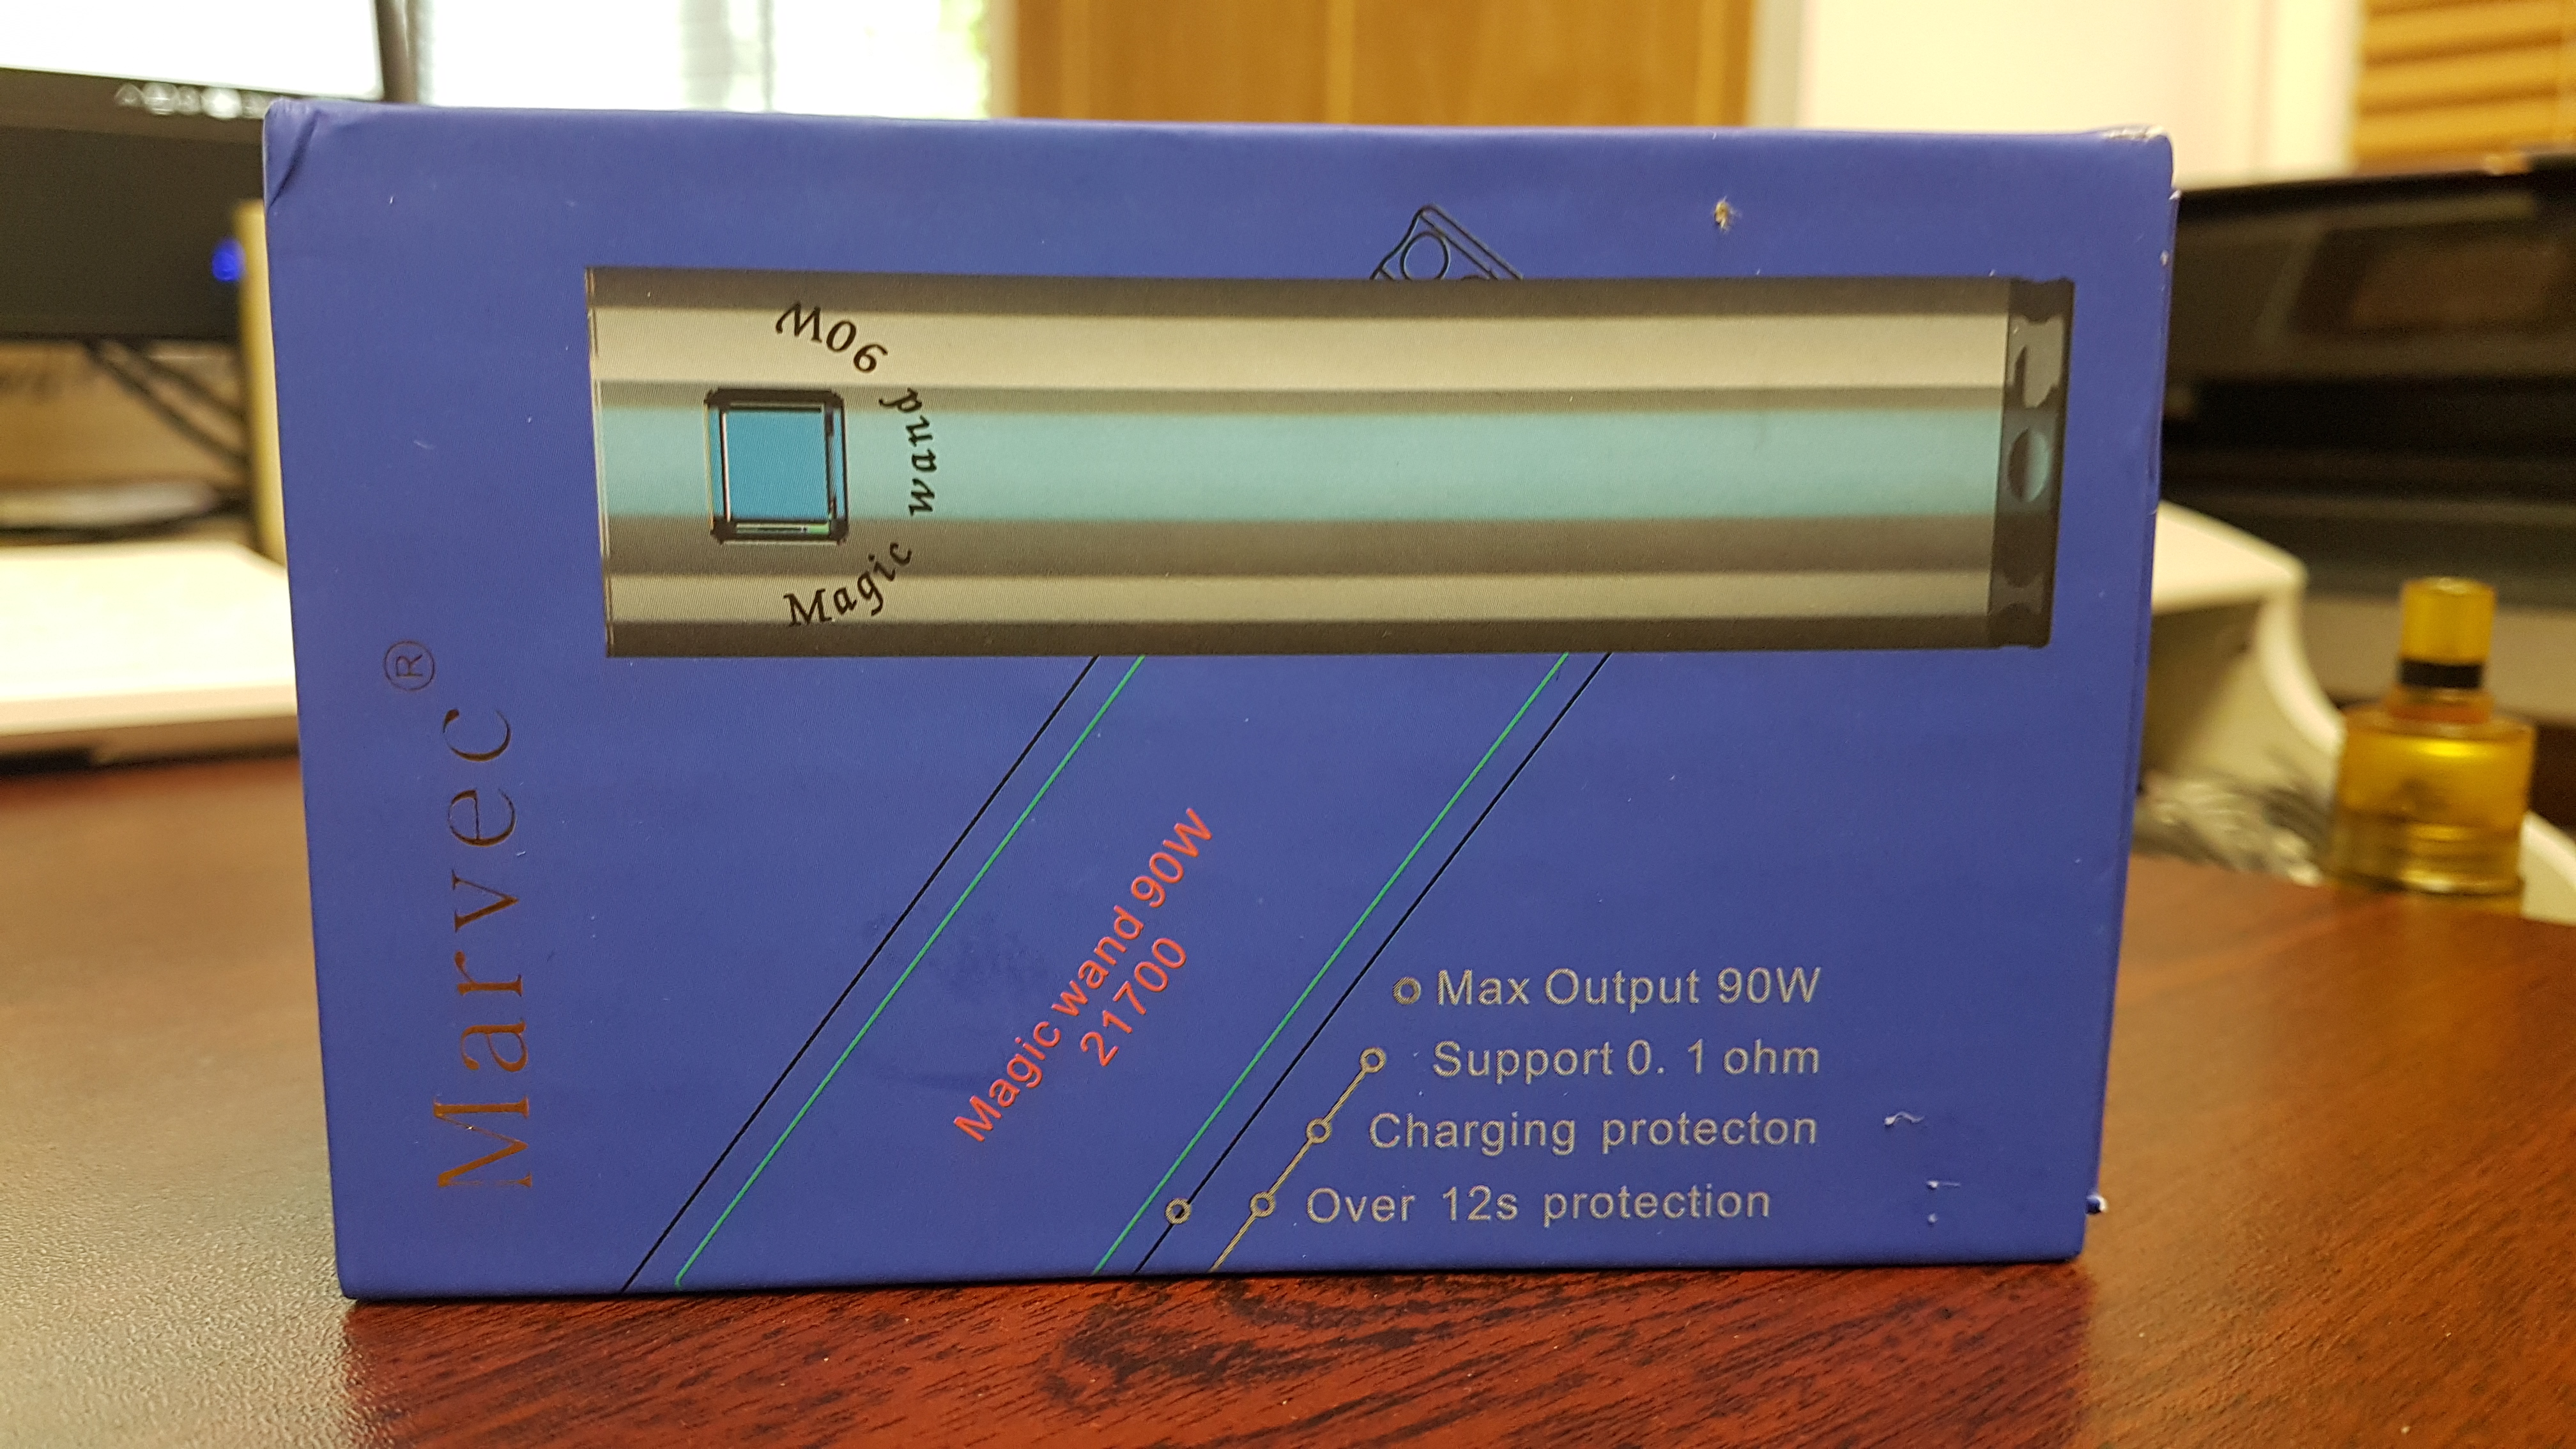 Marvec®
Magic wand 90W
Magic wand 90W
21700
Max Output 90W
Support 0. 1 ohm
Charging protecton
Over 12s protection